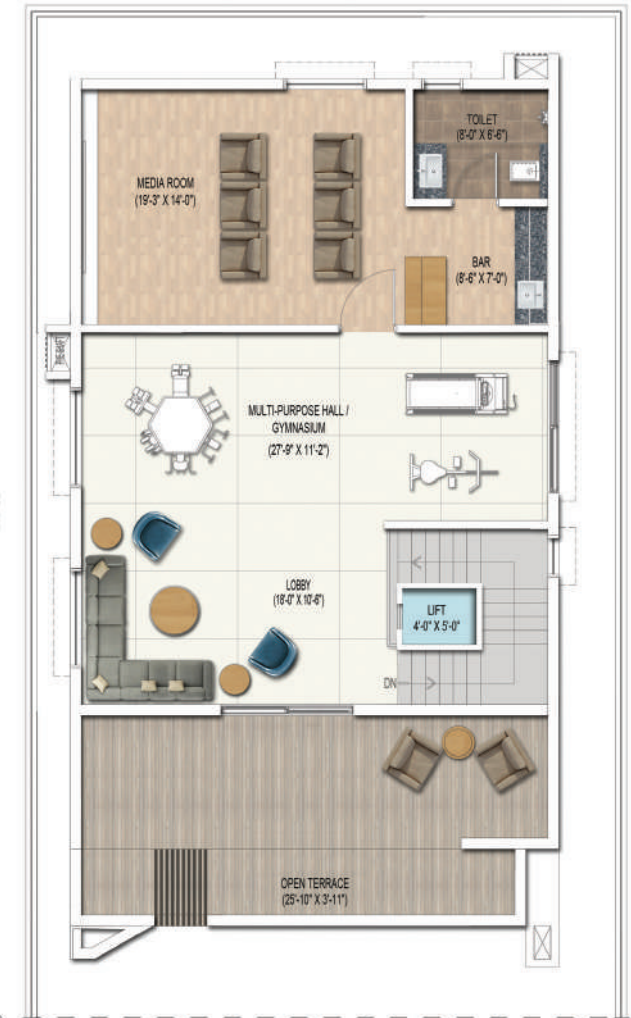 TOILET
(8'-0" X 6'-6")
MEDIA ROOM
(19'-3" X 14'-0")
BAR
(8'-6" X 7'-0")
MULTI-PURPOSE HALL /
GYMNASIUM
(27'-9" X 11'-2")
LOBBY
(18'-0" X 10'-6")
LIFT
4'-0" X 5'-0"
DN
OPEN TERRACE
(25'-10" X 3'-11")